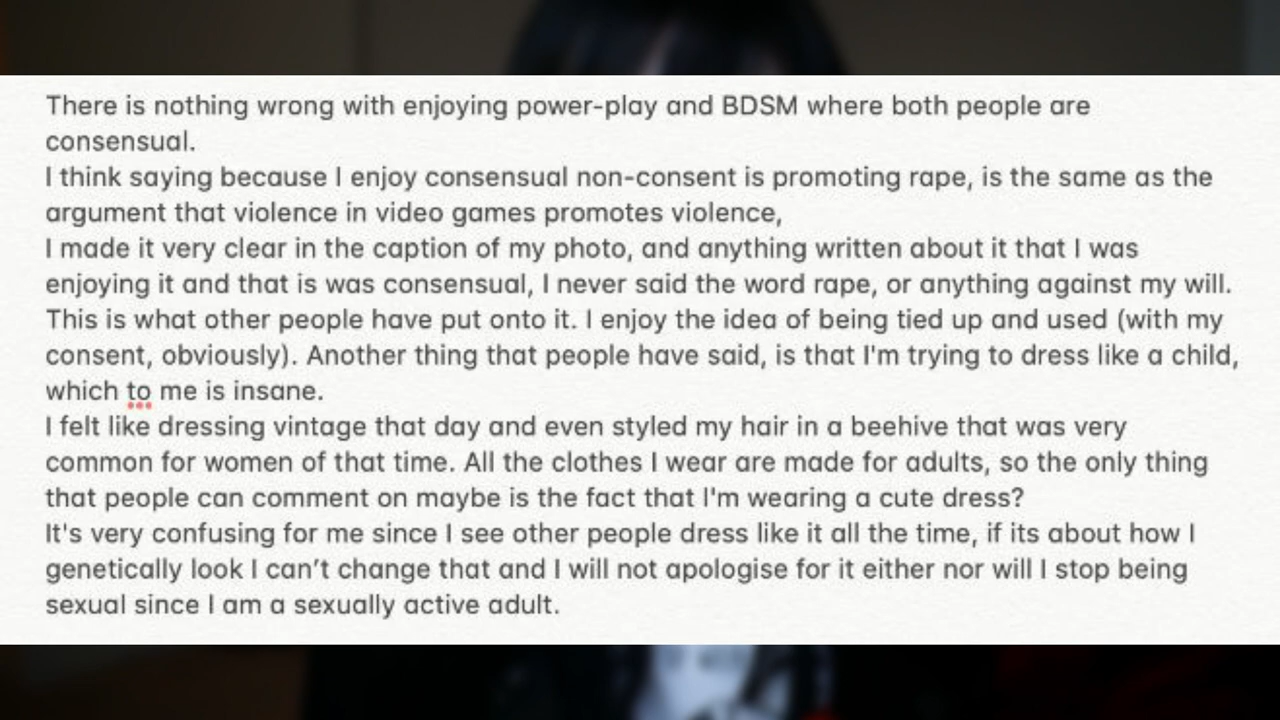 There is nothing wrong with enjoying power-play and BDSM where both people are
consensual.
I think saying because I enjoy consensual non-consent is promoting rape, is the same as the
argument that violence in video games promotes violence,
I made it very clear in the caption of my photo, and anything written about it that I was
enjoying it and that is was consensual, I never said the word rape, or anything against my will.
This is what other people have put onto it. I enjoy the idea of being tied up and used (with my
consent, obviously). Another thing that people have said, is that I'm trying to dress like a child,
which to me is insane.
I felt like dressing vintage that day and even styled my hair in a beehive that was very
common for women of that time. All the clothes I wear are made for adults, so the only thing
that people can comment on maybe is the fact that I'm wearing a cute dress?
It's very confusing for me since I see other people dress like it all the time, if its about how I
genetically look I can’t change that and I will not apologise for it either nor will I stop being
sexual since I am a sexually active adult.